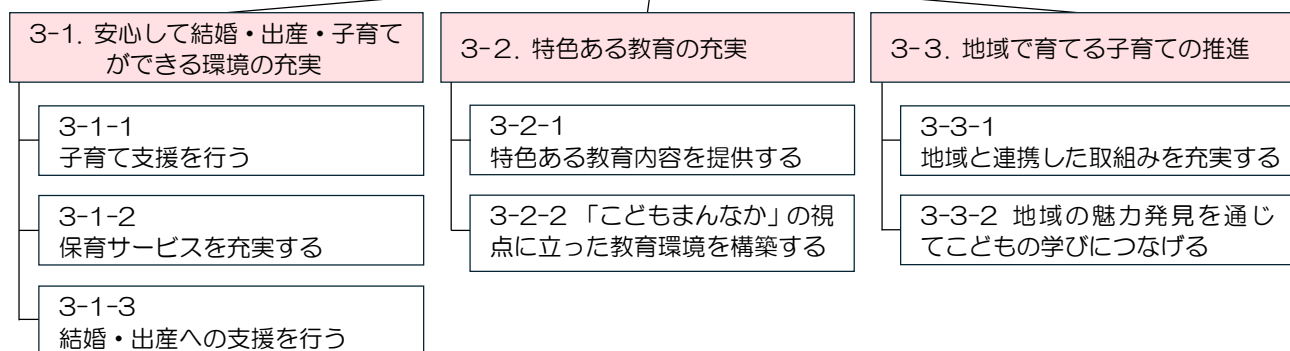 3-1. 安心して結婚・出産・子育て
ができる環境の充実
3-1-1
子育て支援を行う
3-1-2
保育サービスを充実する
3-1-3
結婚・出産への支援を行う
3-2. 特色ある教育の充実
3-2-1
特色ある教育内容を提供する
3-2-2 「こどもまんなか」の視
点に立った教育環境を構築する
3-3. 地域で育てる子育ての推進
3-3-1
地域と連携した取組みを充実する
3-3-2 地域の魅力発見を通じ
てこどもの学びにつなげる